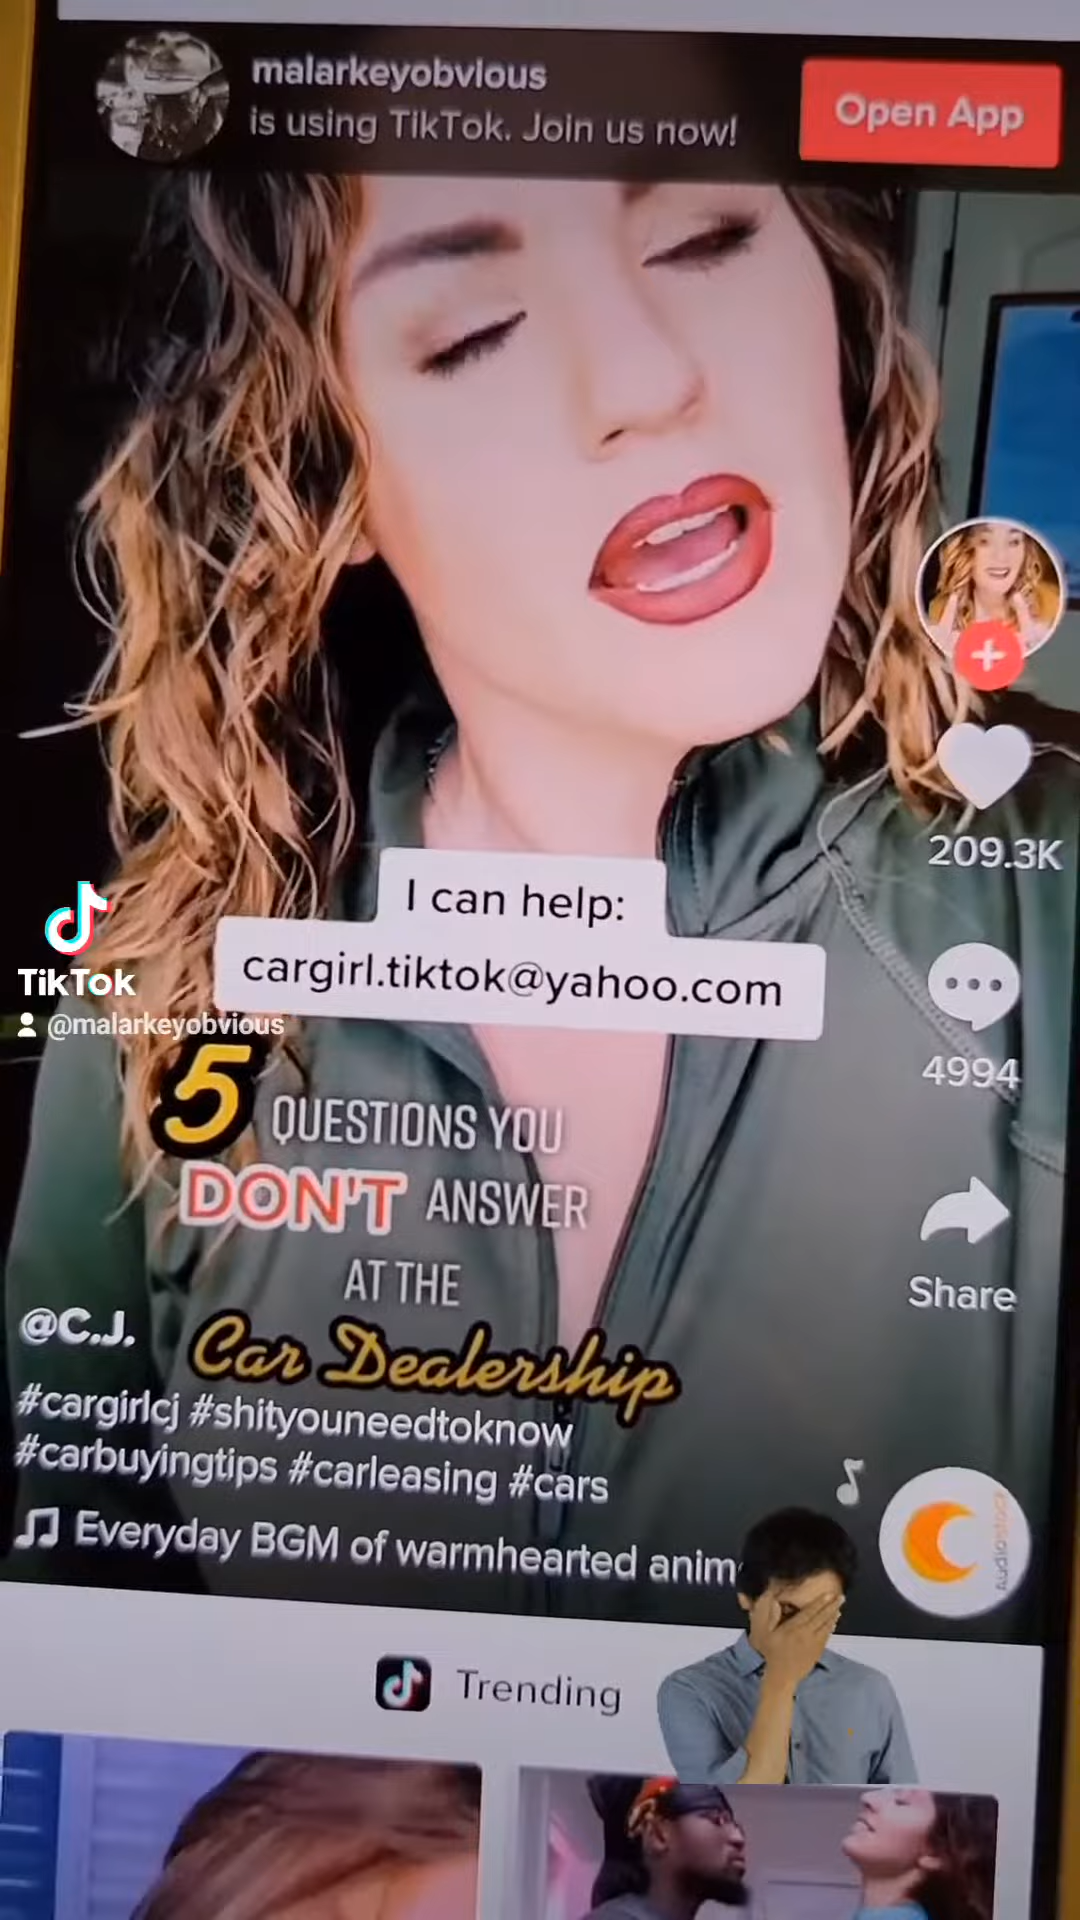 malarkeyobvious
is using TikTok. Join us now!
Open App
209.3K
I can help:
cargirl.tiktok@yahoo.com
TikTok
@malarkeyobvious
4994
5 QUESTIONS YOU
DON'T ANSWER
AT THE
Car Dealership
Share
@C.J.
#cargirlcj #shityouneedtoknow
#carbuyingtips #carleasing #cars
Everyday BGM of warmhearted anim
Audiostock
Trending